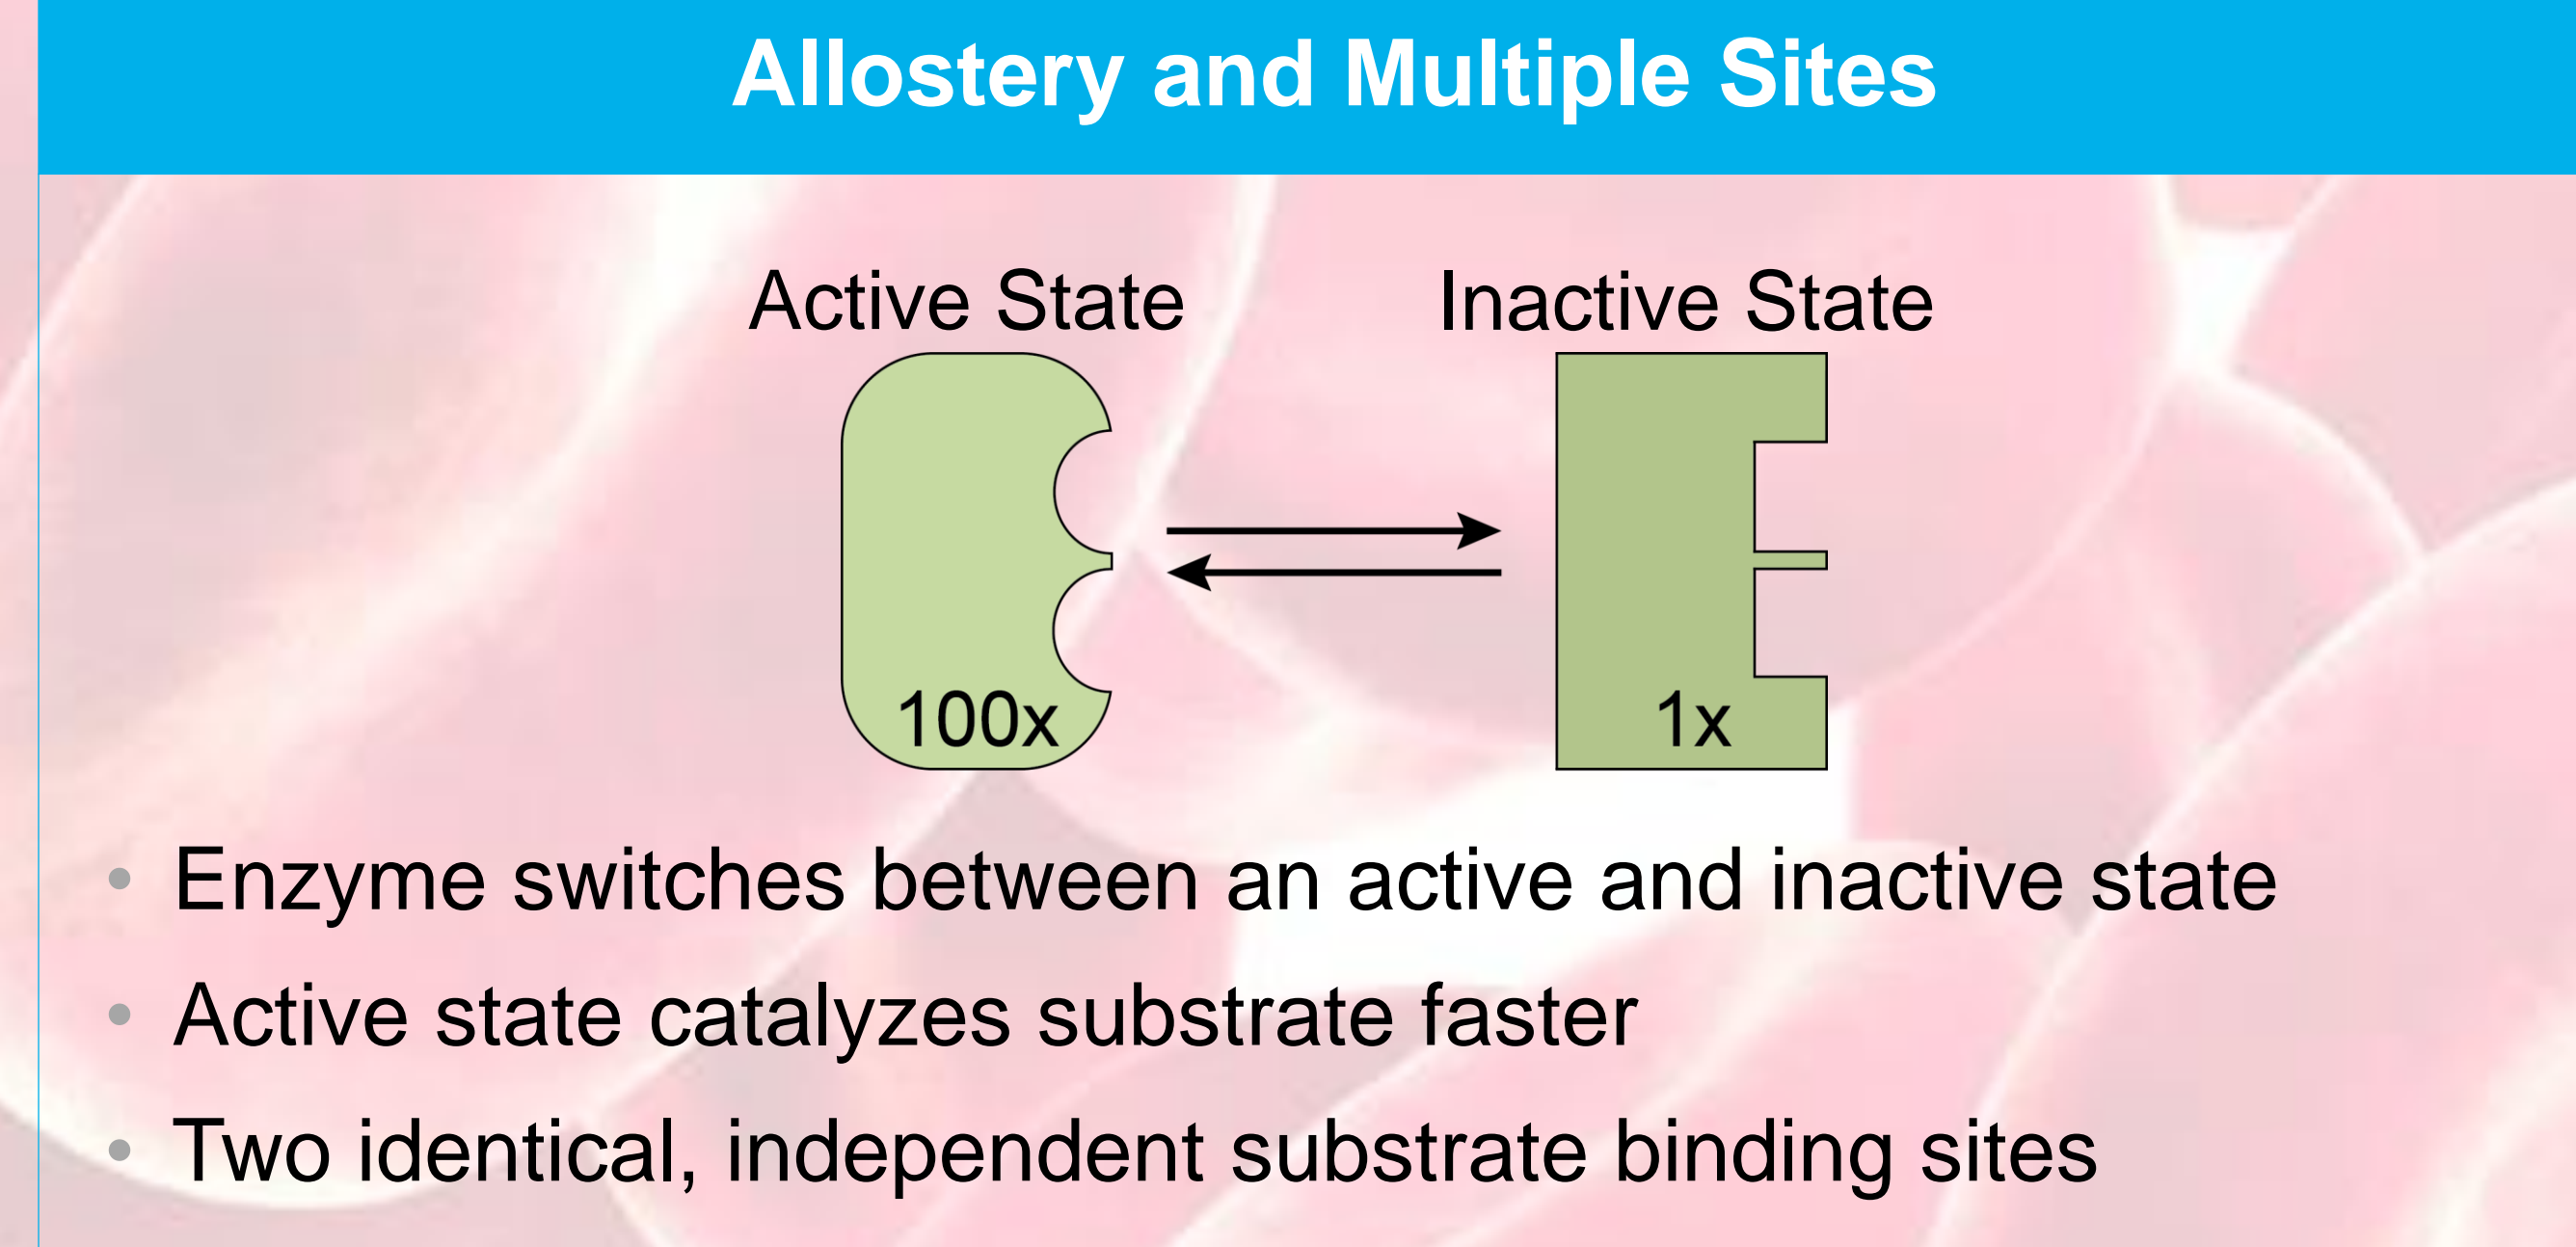 Allostery and Multiple Sites
Active State
Inactive State
100x
1x
• Enzyme switches between an active and inactive state
• Active state catalyzes substrate faster
• Two identical, independent substrate binding sites